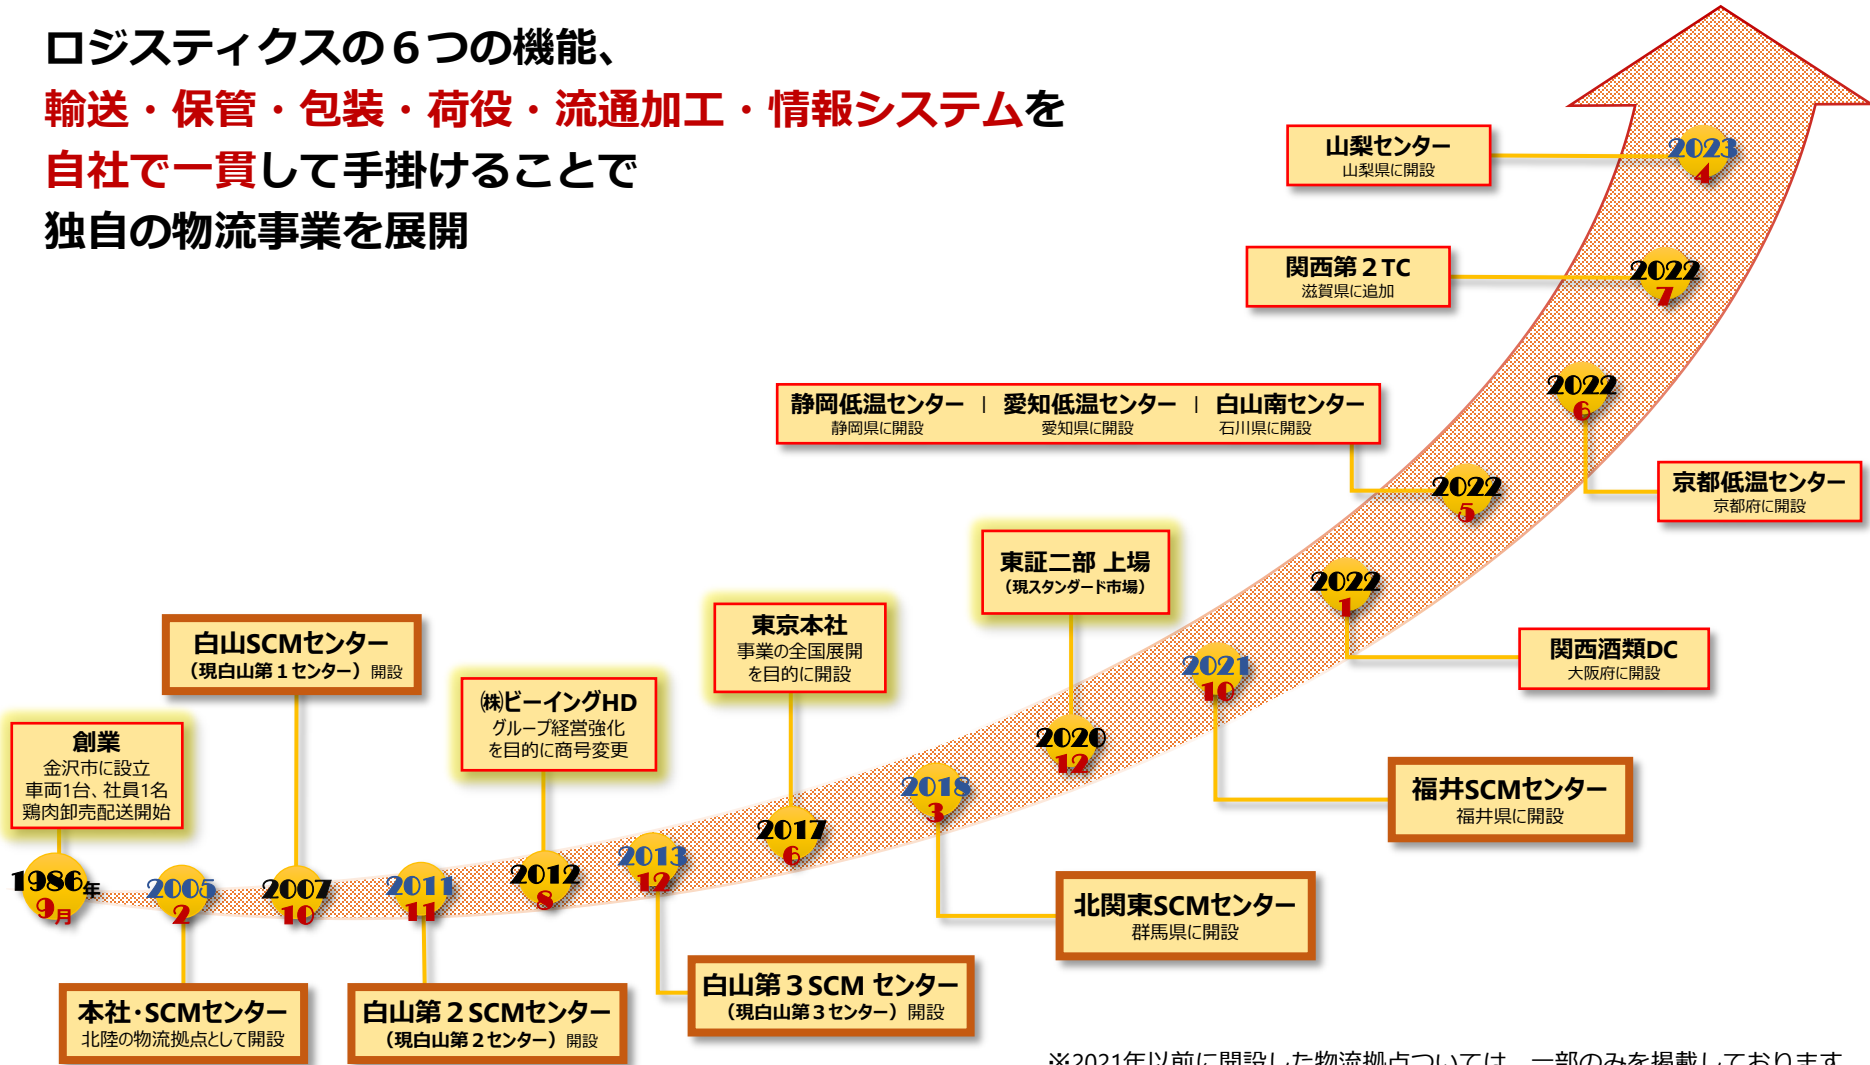 ロジスティクスの６つの機能、
輸送・保管・包装・荷役・流通加工・情報システムを
自社で一貫して手掛けることで
独自の物流事業を展開
山梨センター
山梨県に開設
2023
4
関西第２TC
滋賀県に追加
2022
7
2022
6
静岡低温センター | 愛知低温センター | 白山南センター
静岡県に開設 愛知県に開設 石川県に開設
京都低温センター
京都府に開設
2022
5
東証二部 上場
（現スタンダード市場）
2022
1
東京本社
事業の全国展開
を目的に開設
白山SCMセンター
（現白山第１センター）開設
関西酒類DC
大阪府に開設
2021
10
㈱ビーイングHD
グループ経営強化
を目的に商号変更
創業
金沢市に設立
車両1台、社員1名
鶏肉卸売配送開始
2020
12
福井SCMセンター
福井県に開設
2018
3
2017
6
2013
12
1986年
9月
2005
2
2007
10
2011
11
2012
8
北関東SCMセンター
群馬県に開設
白山第３SCM センター
（現白山第３センター）開設
本社・SCMセンター
北陸の物流拠点として開設
白山第２SCMセンター
（現白山第２センター）開設
※2021年以前に開設した物流拠点ついては、一部のみを掲載しております